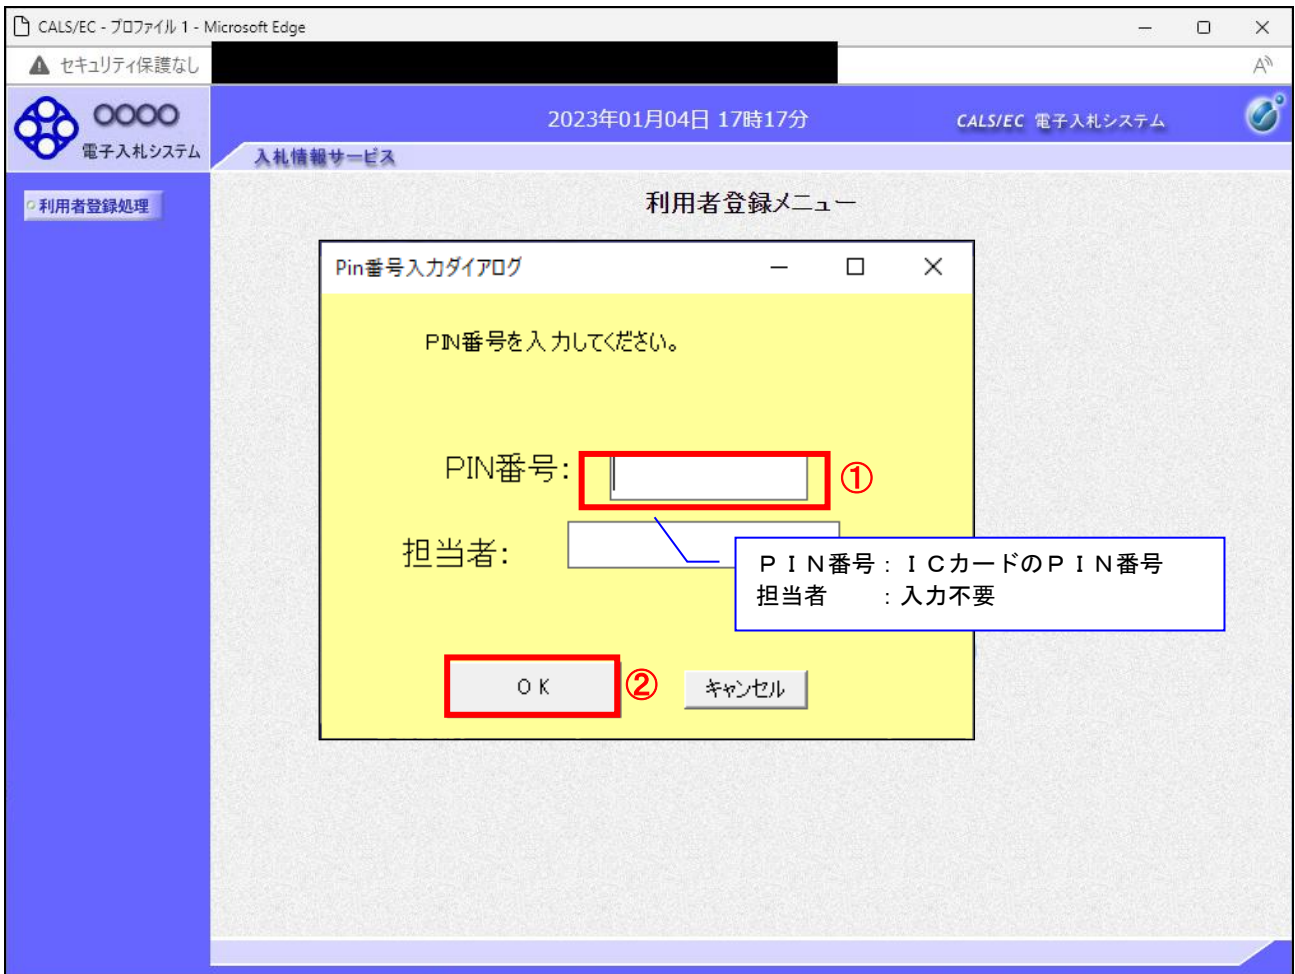 CALS/EC - プロファイル 1 - Microsoft Edge
セキュリティ保護なし
OOOO
電子入札システム
2023年01月04日 17時17分
CALS/EC 電子入札システム
入札情報サービス
利用者登録処理
利用者登録メニュー
Pin番号入力ダイアログ
PIN番号を入力してください。
PIN番号:
①
担当者:
ＰＩＮ番号：ＩＣカードのＰＩＮ番号
担当者　　：入力不要
ＯＫ
②
キャンセル